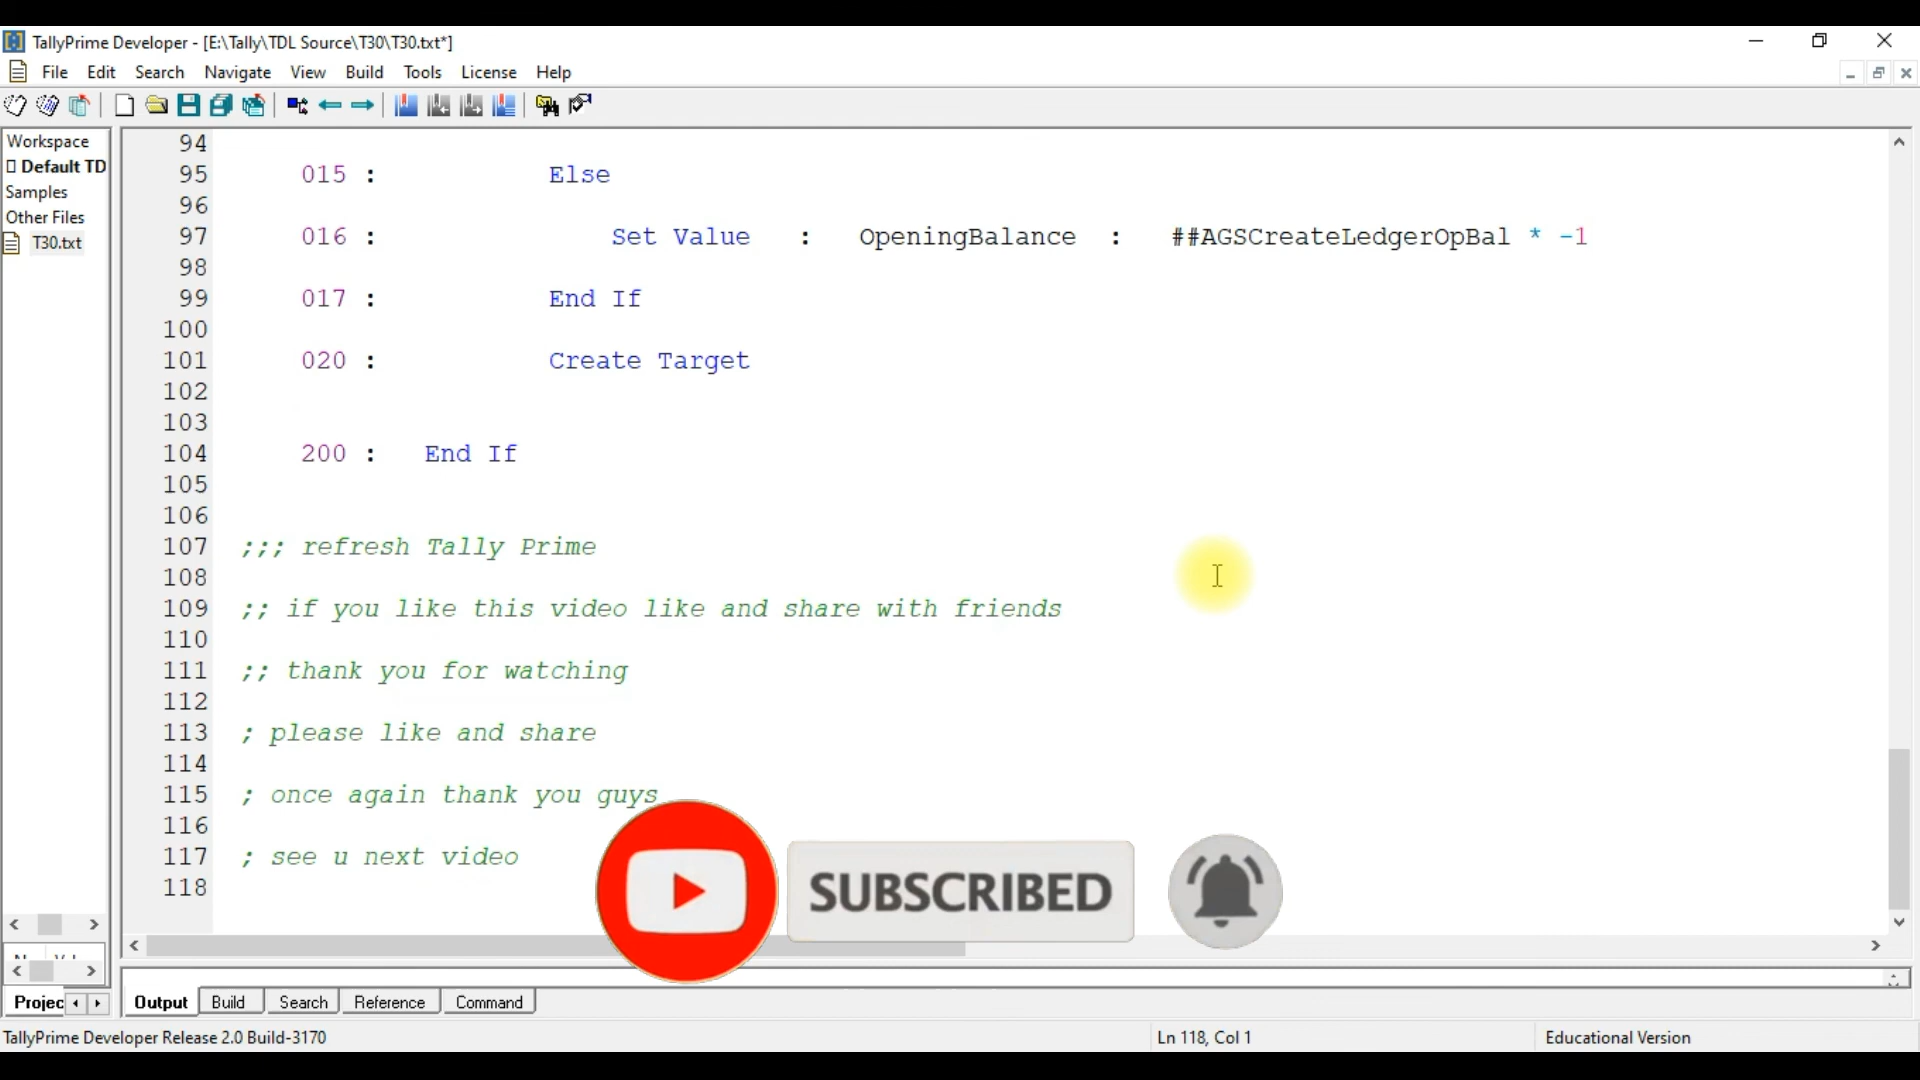 TallyPrime Developer - [E:\Tally\TDL Source\T30\T30.txt*]
File Edit Search Navigate View Build Tools License Help
Workspace
Default TD
Samples
Other Files
T30.txt
94
95 015 : Else
96
97 016 : Set Value : OpeningBalance : ##AGSCreateLedgerOpBal * -1
98
99 017 : End If
100
101 020 : Create Target
102
103
104 200 : End If
105
106
107 ;;; refresh Tally Prime
108
109 ;; if you like this video like and share with friends
110
111 ;; thank you for watching
112
113 ; please like and share
114
115 ; once again thank you guys
116
117 ; see u next video
118
SUBSCRIBED
Projec
Output Build Search Reference Command
TallyPrime Developer Release 2.0 Build-3170 Ln 118, Col 1 Educational Version